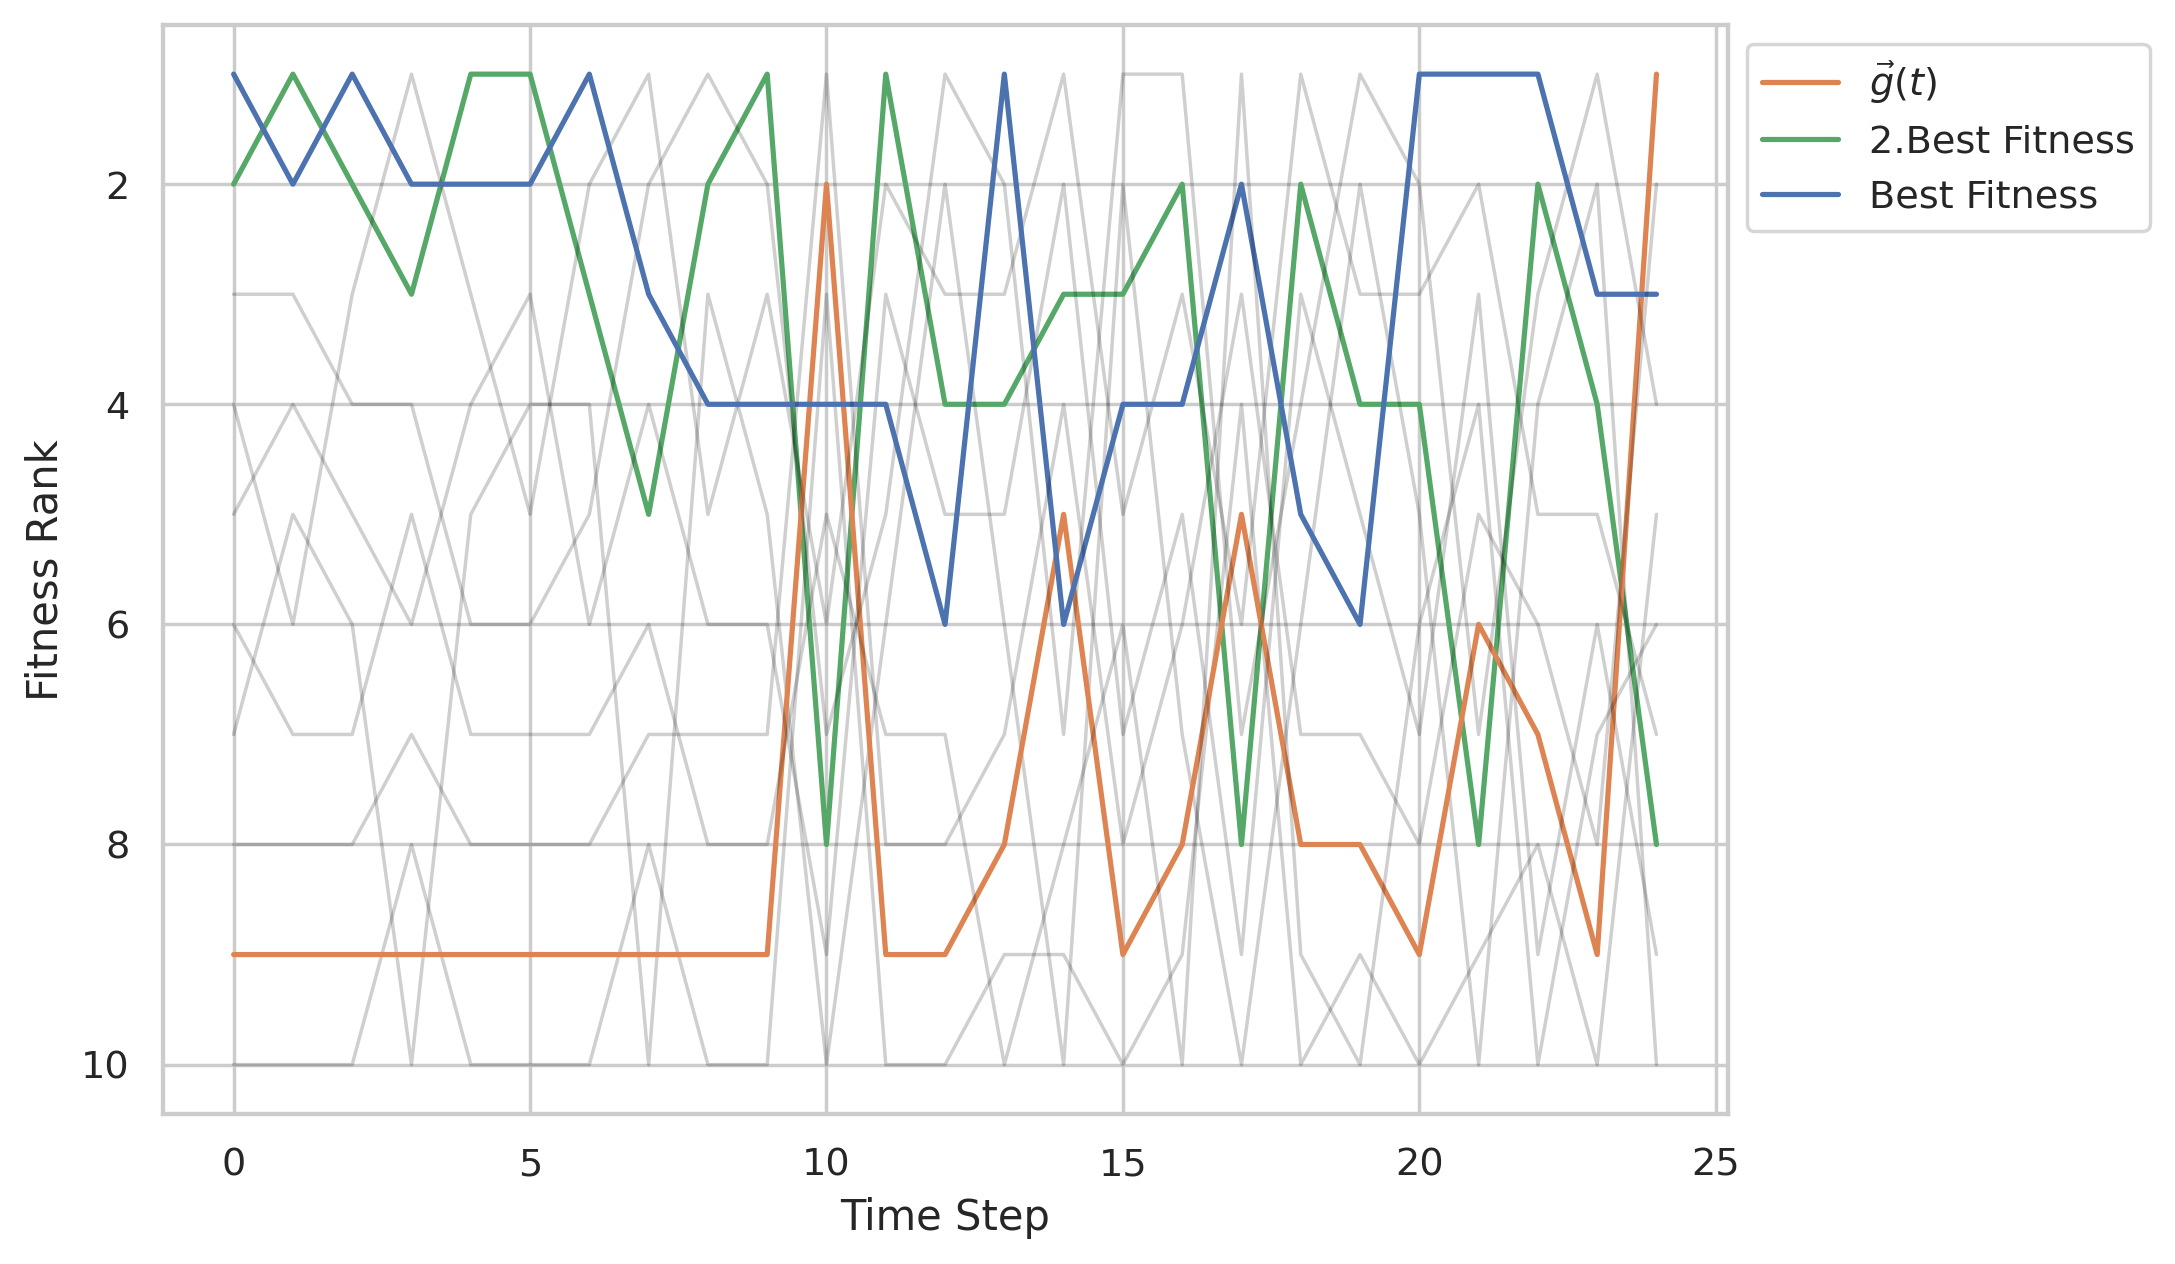 g⃗(t)
2.Best Fitness
Best Fitness
2
4
6
8
10
Fitness Rank
0 5 10 15 20 25
Time Step